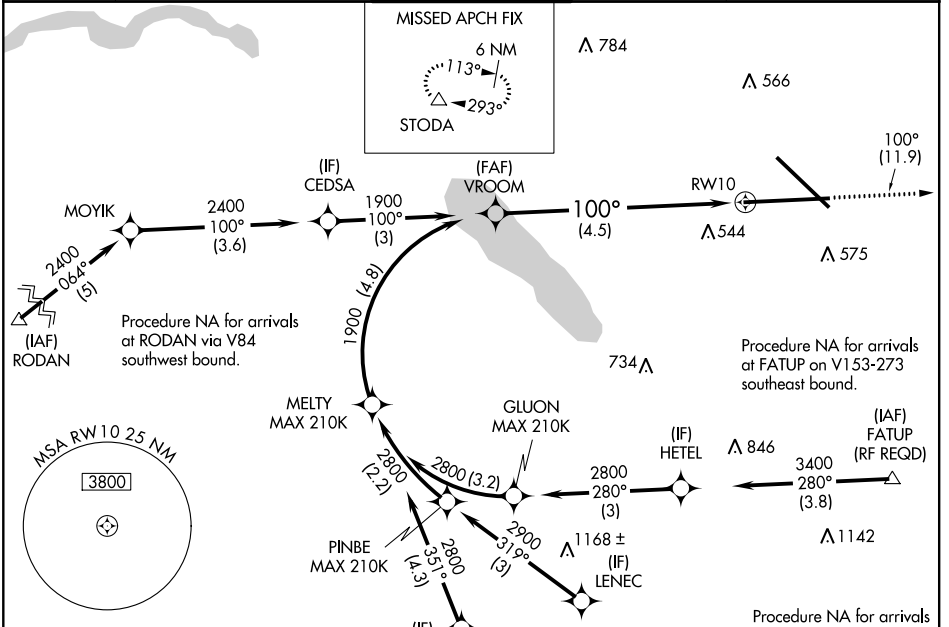 MISSED APCH FIX
6 NM
113°
293°
STODA
784
566
100°
(11.9)
(IF)
CEDSA
(FAF)
VROOM
RW10
MOYIK
2400
100°
(3.6)
1900
100°
(3)
100°
(4.5)
544
575
2400
064°
(5)
(IAF)
RODAN
Procedure NA for arrivals
at RODAN via V84
southwest bound.
1900 (4.8)
734
Procedure NA for arrivals
at FATUP on V153-273
southeast bound.
MELTY
MAX 210K
GLUON
MAX 210K
(IF)
HETEL
846
(IAF)
FATUP
(RF REQD)
MSA RW10 25 NM
3800
2800
(2.2)
2800 (3.2)
2800
280°
(3)
3400
280°
(3.8)
PINBE
MAX 210K
2800
351°
(4.3)
2900
319°
(3)
1168 ±
1142
(IF)
LENEC
(IF)
Procedure NA for arrivals